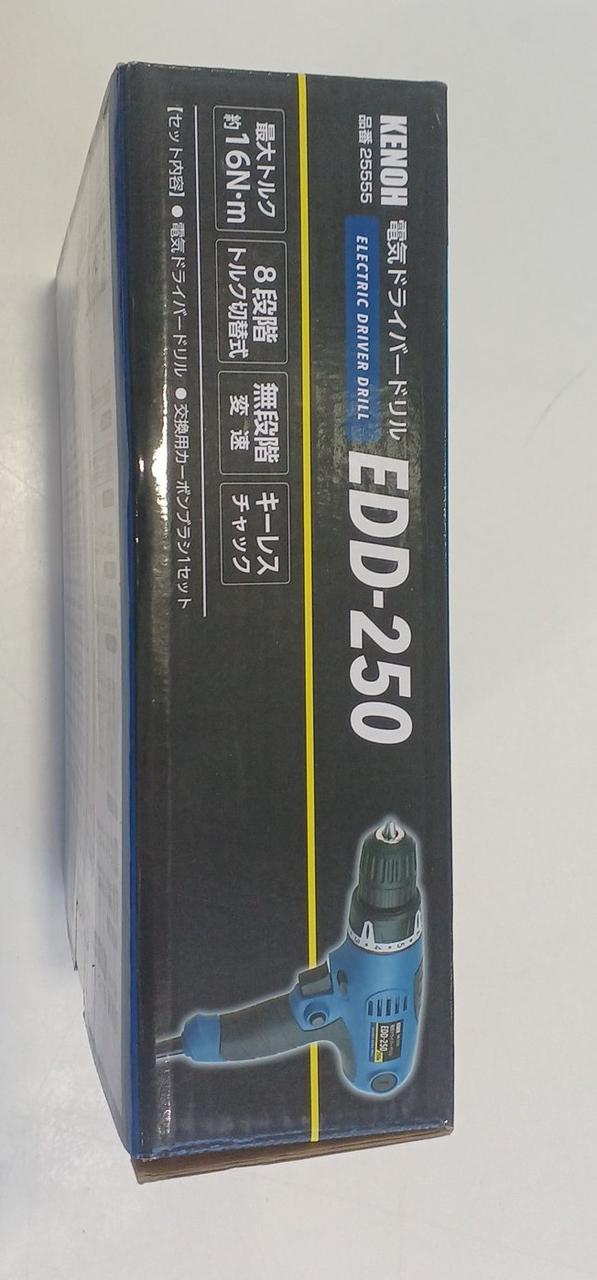 KENOH
品番 25555
電気ドライバードリル
ELECTRIC DRIVER DRILL
EDD-250
最大トルク
約16N・m
8段階
トルク切替式
無段階
変速
キーレス
チャック
【セット内容】●電気ドライバードリル ●交換用カーボンブラシ1セット
KENOH
EDD-250